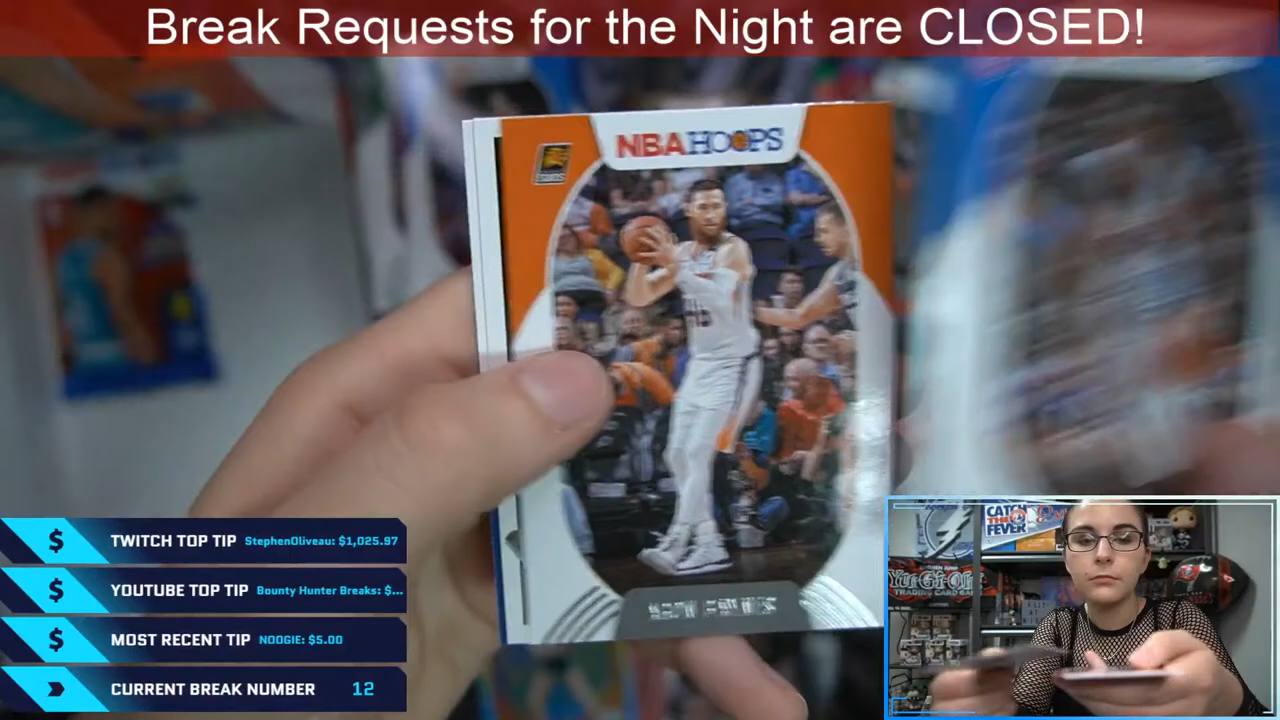 Break Requests for the Night are CLOSED!
NBA HOOPS
SUNS
CATCH
THE
FEVER
Yu-Gi-Oh!
TRADING CARD GAME
TWITCH TOP TIP StephenOliveau: $1,025.97
YOUTUBE TOP TIP Bounty Hunter Breaks: $...
MOST RECENT TIP NOOGIE: $5.00
CURRENT BREAK NUMBER 12